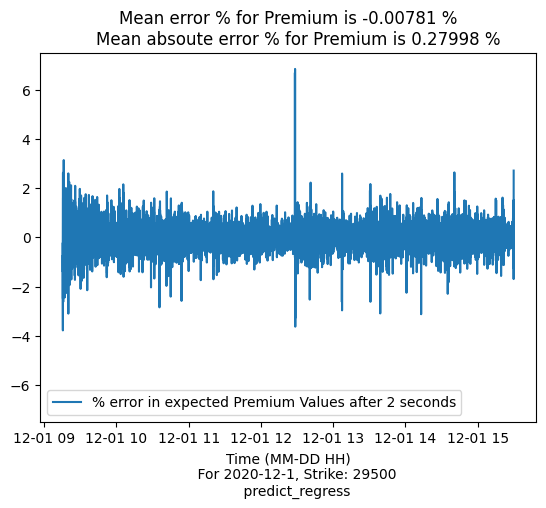 Mean error % for Premium is -0.00781 %
Mean absoute error % for Premium is 0.27998 %
6
4
2
0
−2
−4
−6
% error in expected Premium Values after 2 seconds
12-01 09 12-01 10 12-01 11 12-01 12 12-01 13 12-01 14 12-01 15
Time (MM-DD HH)
For 2020-12-1, Strike: 29500
predict_regress